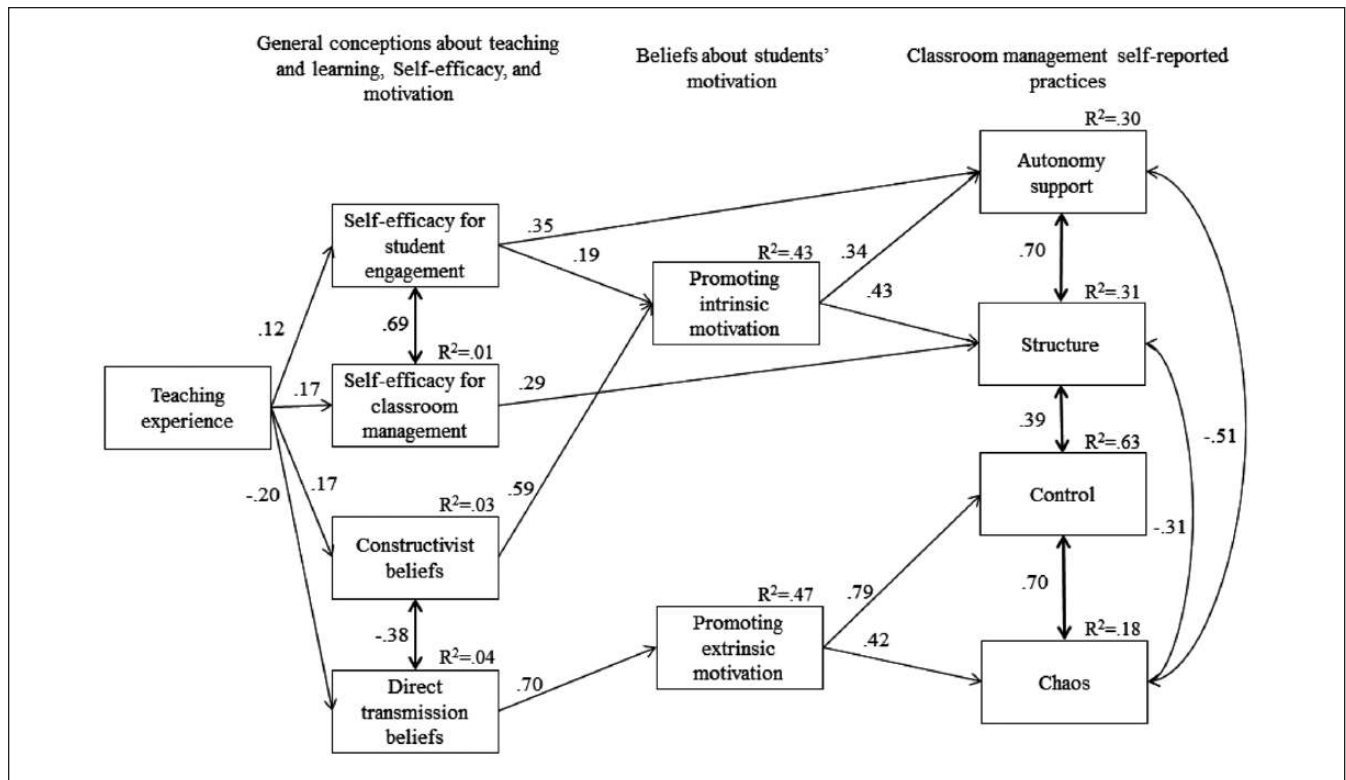 General conceptions about teaching
and learning, Self-efficacy, and
motivation
Beliefs about students’
motivation
Classroom management self-reported
practices
R²=.30
Autonomy
support
Self-efficacy for
student
engagement
.35
.19
R²=.43
.34
.70
Promoting
intrinsic
motivation
.43
R²=.31
Structure
.12
.69
R²=.01
Self-efficacy for
classroom
management
.29
Teaching
experience
.17
.39
-.51
R²=.63
Control
-.20
.17
R²=.03
.59
Constructivist
beliefs
-.31
.70
R²=.47
.79
Promoting
extrinsic
motivation
.42
R²=.18
Chaos
-.38
R²=.04
Direct
transmission
beliefs
.70